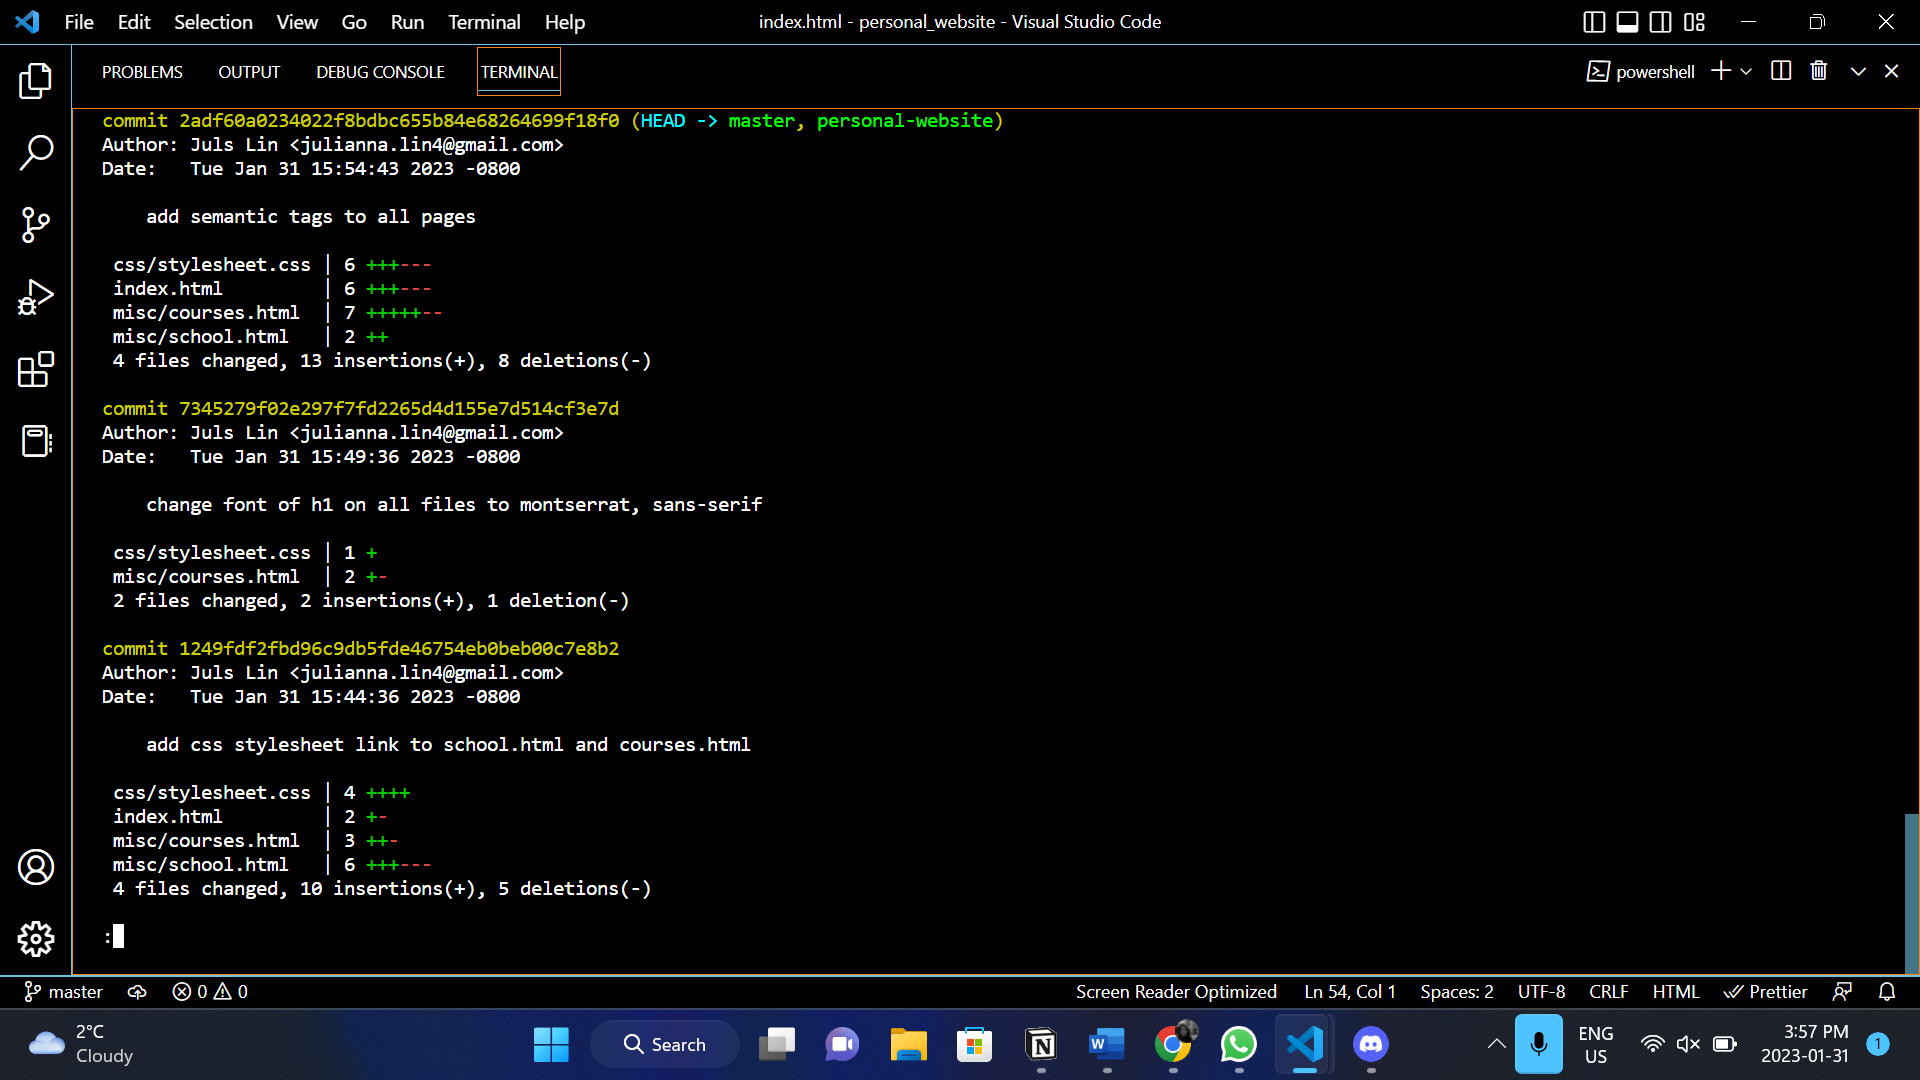 File Edit Selection View Go Run Terminal Help
index.html - personal_website - Visual Studio Code
PROBLEMS OUTPUT DEBUG CONSOLE TERMINAL
powershell
commit 2adf60a0234022f8bdbc655b84e68264699f18f0 (HEAD -> master, personal-website)
Author: Juls Lin <julianna.lin4@gmail.com>
Date:   Tue Jan 31 15:54:43 2023 -0800
add semantic tags to all pages
css/stylesheet.css | 6 +++---
index.html         | 6 +++---
misc/courses.html  | 7 +++++--
misc/school.html   | 2 ++
4 files changed, 13 insertions(+), 8 deletions(-)
commit 7345279f02e297f7fd2265d4d155e7d514cf3e7d
Author: Juls Lin <julianna.lin4@gmail.com>
Date:   Tue Jan 31 15:49:36 2023 -0800
change font of h1 on all files to montserrat, sans-serif
css/stylesheet.css | 1 +
misc/courses.html  | 2 +-
2 files changed, 2 insertions(+), 1 deletion(-)
commit 1249fdf2fbd96c9db5fde46754eb0beb00c7e8b2
Author: Juls Lin <julianna.lin4@gmail.com>
Date:   Tue Jan 31 15:44:36 2023 -0800
add css stylesheet link to school.html and courses.html
css/stylesheet.css | 4 ++++
index.html         | 2 +-
misc/courses.html  | 3 ++-
misc/school.html   | 6 +++---
4 files changed, 10 insertions(+), 5 deletions(-)
:
master 0 0
Screen Reader Optimized Ln 54, Col 1 Spaces: 2 UTF-8 CRLF HTML Prettier
2°C
Cloudy
Search
ENG
US
3:57 PM
2023-01-31
1